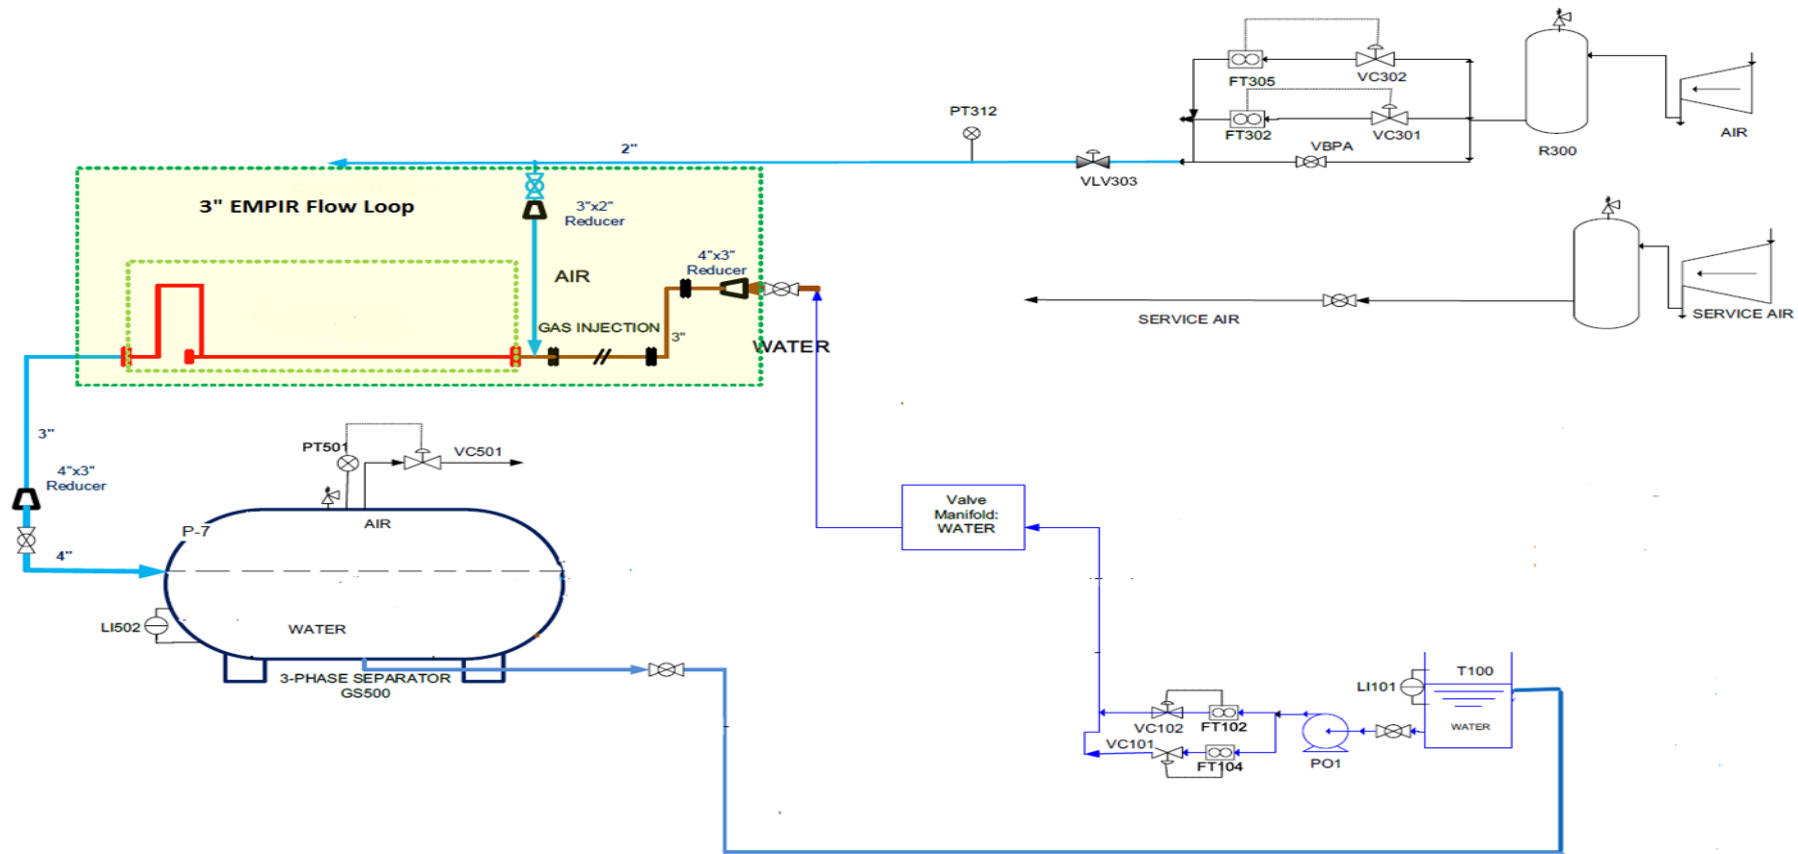 FT305
VC302
PT312
FT302
VC301
AIR
2"
VBPA
R300
VLV303
3" EMPIR Flow Loop
3"x2"
Reducer
4"x3"
Reducer
AIR
GAS INJECTION
3"
WATER
SERVICE AIR
SERVICE AIR
3"
PT501
VC501
4"x3"
Reducer
Valve
Manifold:
WATER
P-7
AIR
4"
LI502
WATER
3-PHASE SEPARATOR
GS500
T100
LI101
WATER
VC102
FT102
VC101
FT104
PO1